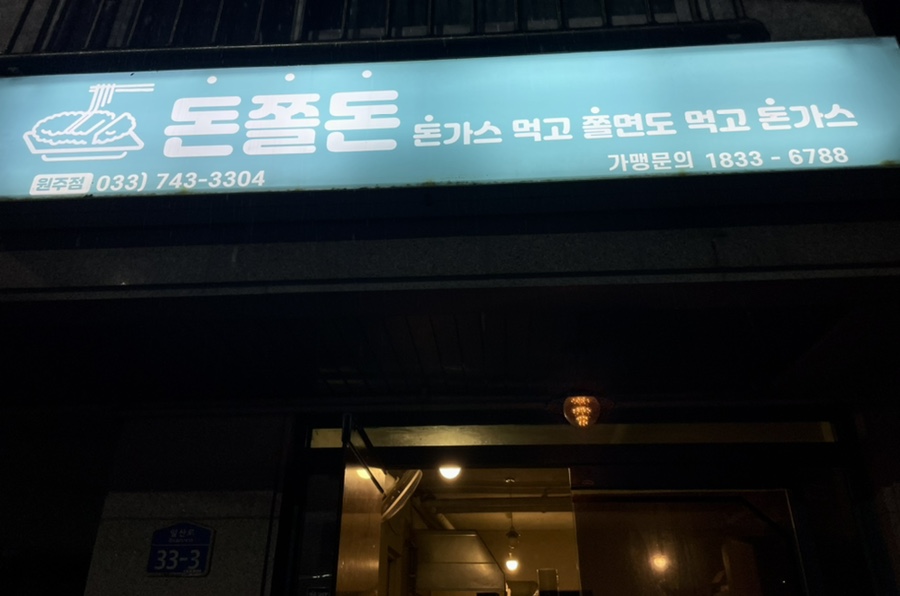 돈쫄돈 돈가스 먹고 쫄면도 먹고 돈가스
가맹문의 1833 - 6788
원주점 033) 743-3304
33-3